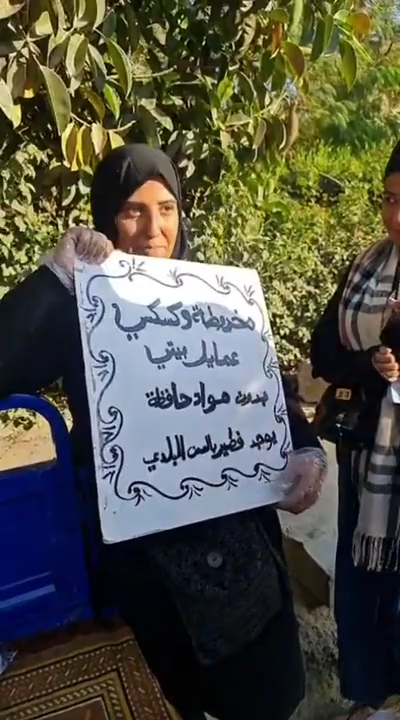 مخروطة وكسكسي
عمايل بيتي
بدون مواد حافظة
يوجد فطير بالسمن البلدي